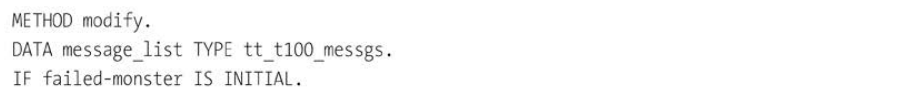 METHOD modify.
DATA message_list TYPE tt_t100_messgs.
IF failed-monster IS INITIAL.